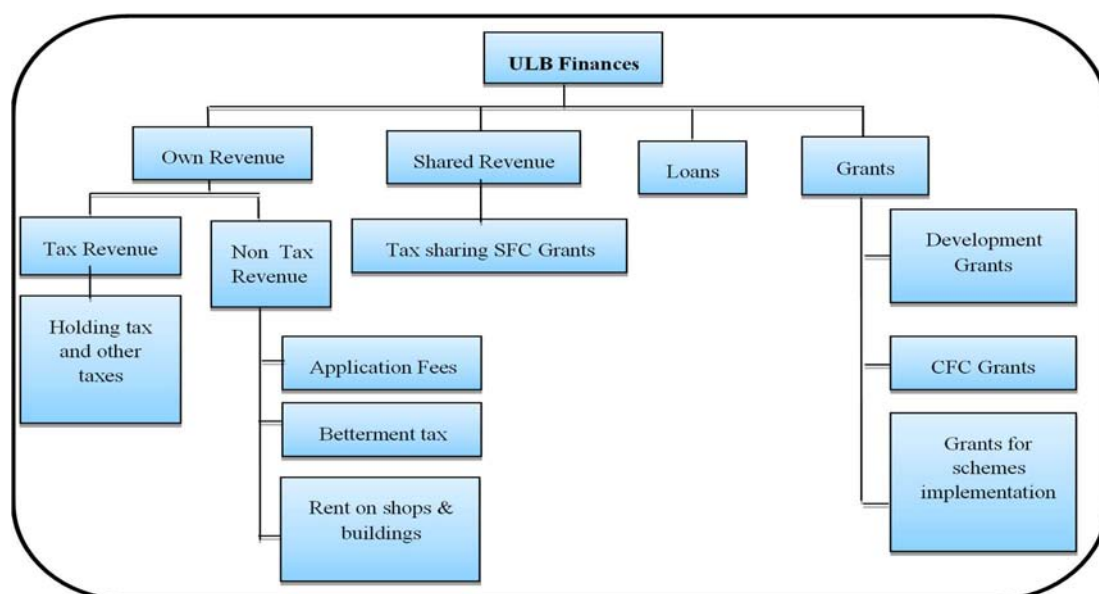 ULB Finances
Own Revenue
Shared Revenue
Loans
Grants
Tax Revenue
Non Tax
Revenue
Tax sharing SFC Grants
Development
Grants
Holding tax
and other
taxes
Application Fees
CFC Grants
Betterment tax
Grants for
schemes
implementation
Rent on shops &
buildings